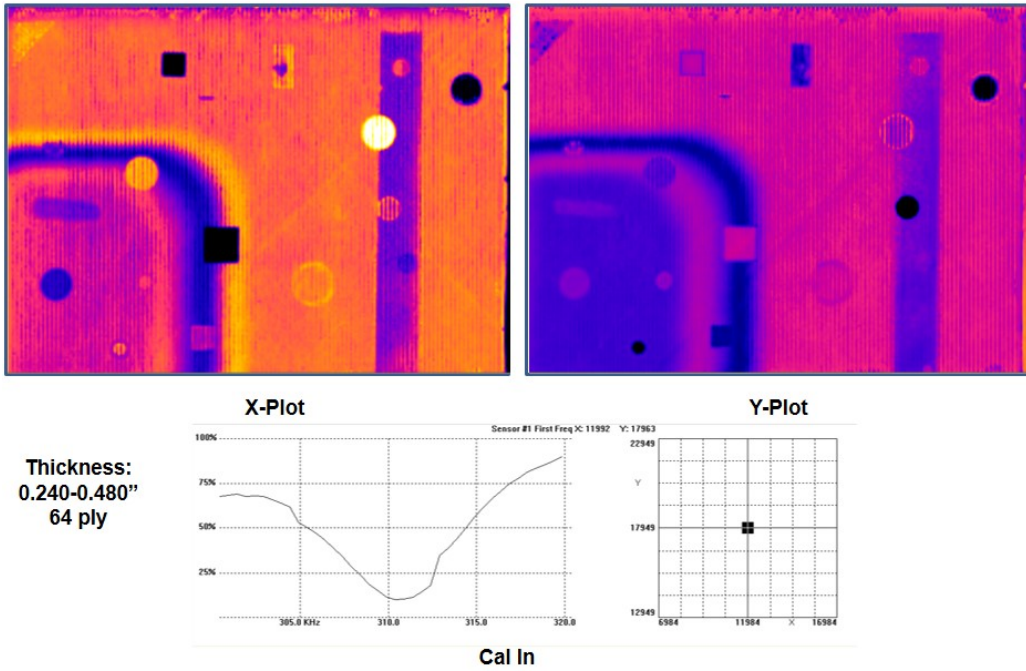 X-Plot
Y-Plot
Thickness:
0.240-0.480”
64 ply
Sensor #1 First Freq X: 11992 Y: 17963
100%
75%
50%
25%
305.0 KHz
310.0
315.0
320.0
22949
Y
17949
12949
6984
11984
X
16984
Cal In